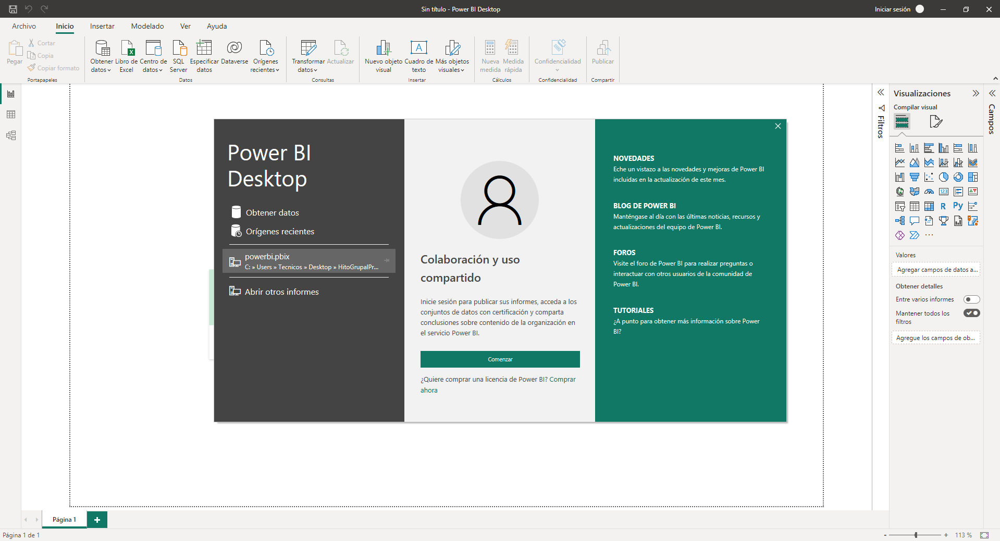 Sin título - Power BI Desktop
Iniciar sesión
Archivo
Inicio
Insertar
Modelado
Ver
Ayuda
Pegar
Cortar
Copia
Copiar formato
Portapapeles
Obtener
datos
Libro de
Excel
Centro de
datos
SQL
Server
Especificar
datos
Dataverse
Orígenes
recientes
Datos
Transformar
datos
Actualizar
Consultas
Nuevo objeto
visual
Cuadro de
texto
Más objetos
visuales
Insertar
Nueva
medida
Medida
rápida
Cálculos
Confidencialidad
Confidencialidad
Publicar
Compartir
Power BI
Desktop
Obtener datos
Orígenes recientes
powerbi.pbix
C: » Users » Tecnicos » Desktop » HitoGrupalPr...
Abrir otros informes
Colaboración y uso
compartido
Inicie sesión para publicar sus informes, acceda a los
conjuntos de datos con certificación y comparta
conclusiones sobre contenido de la organización en
el servicio Power BI.
Comenzar
¿Quiere comprar una licencia de Power BI? Comprar
ahora
NOVEDADES
Eche un vistazo a las novedades y mejoras de Power BI
incluidas en la actualización de este mes.
BLOG DE POWER BI
Manténgase al día con las últimas noticias, recursos y
actualizaciones del equipo de Power BI.
FOROS
Visite el foro de Power BI para realizar preguntas o
interactuar con otros usuarios de la comunidad de
Power BI.
TUTORIALES
¿A punto para obtener más información sobre Power
BI?
Filtros
Visualizaciones
Compilar visual
123
R
Py
Valores
Agregar campos de datos a...
Obtener detalles
Entre varios informes
Mantener todos los
filtros
Agregue los campos de ob...
Campos
Página 1
Página 1 de 1
- + 113 %